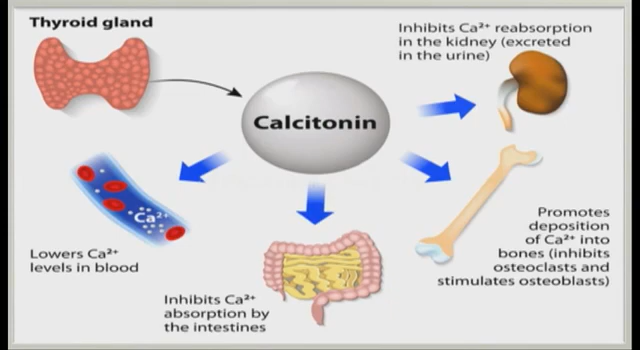 Thyroid gland
Inhibits Ca²⁺ reabsorption
in the kidney (excreted
in the urine)
Calcitonin
Ca²⁺
Lowers Ca²⁺
levels in blood
Inhibits Ca²⁺
absorption by
the intestines
Promotes
deposition
of Ca²⁺ into
bones (inhibits
osteoclasts and
stimulates osteoblasts)